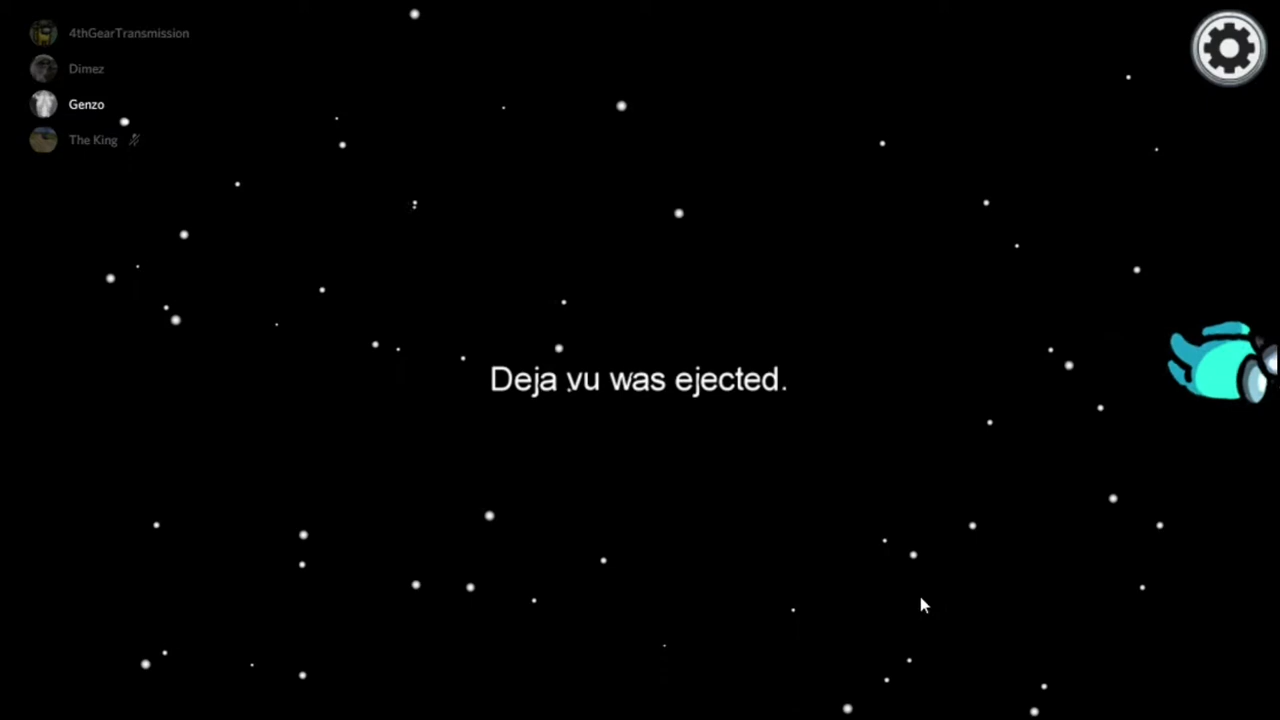 4thGearTransmission
Dimez
Genzo
The King
Deja vu was ejected.